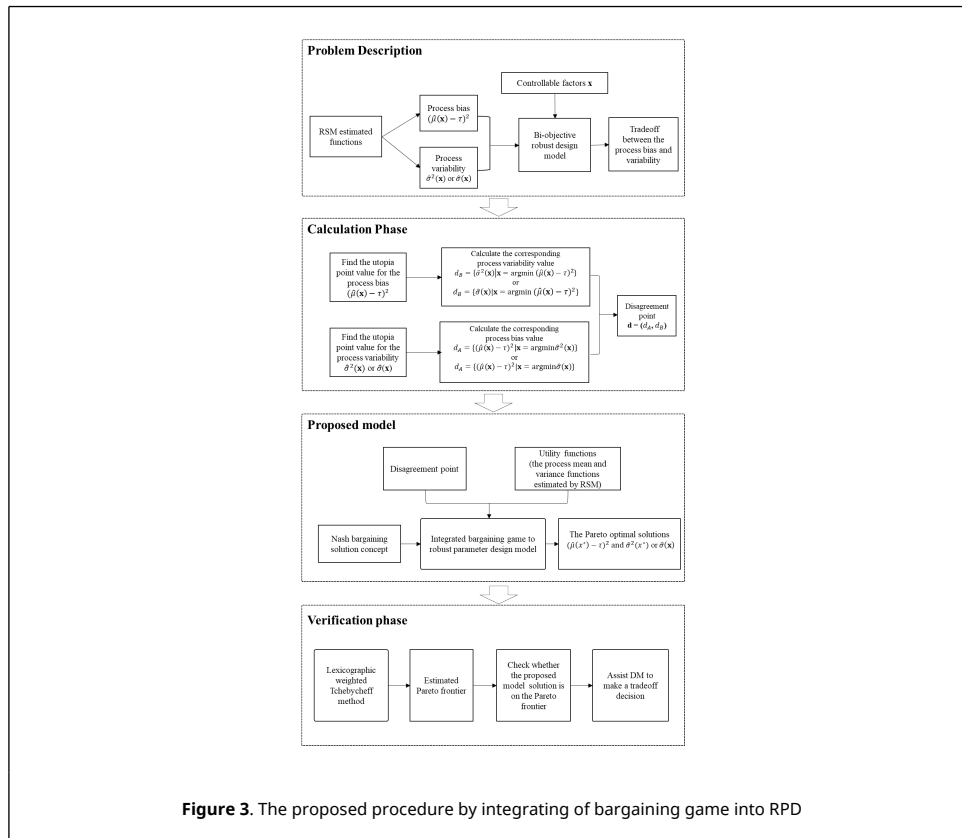 Problem Description
Controllable factors x
RSM estimated
functions
Process bias
(μ̂(x) − τ)²
Process
variability
σ̂²(x) or σ̂(x)
Bi-objective
robust design
model
Tradeoff
between the
process bias and
variability
Calculation Phase
Find the utopia
point value for the
process bias
(μ̂(x) − τ)²
Calculate the corresponding
process variability value
d_B = {σ̂²(x)|x = argmin (μ̂(x) − τ)²}
or
d_B = {σ̂(x)|x = argmin (μ̂(x) − τ)²}
Find the utopia
point value for the
process variability
σ̂²(x) or σ̂(x)
Calculate the corresponding
process bias value
d_A = {(μ̂(x) − τ)²|x = argminσ̂²(x)}
or
d_A = {(μ̂(x) − τ)²|x = argminσ̂(x)}
Disagreement
point
d = (d_A, d_B)
Proposed model
Disagreement point
Utility functions
(the process mean and
variance functions
estimated by RSM)
Nash bargaining
solution concept
Integrated bargaining game to
robust parameter design model
The Pareto optimal solutions
(μ̂(x*) − τ)² and σ̂²(x*) or σ̂(x)
Verification phase
Lexicographic
weighted
Tchebycheff
method
Estimated
Pareto frontier
Check whether
the proposed
model solution is
on the Pareto
frontier
Assist DM to
make a tradeoff
decision
Figure 3. The proposed procedure by integrating of bargaining game into RPD